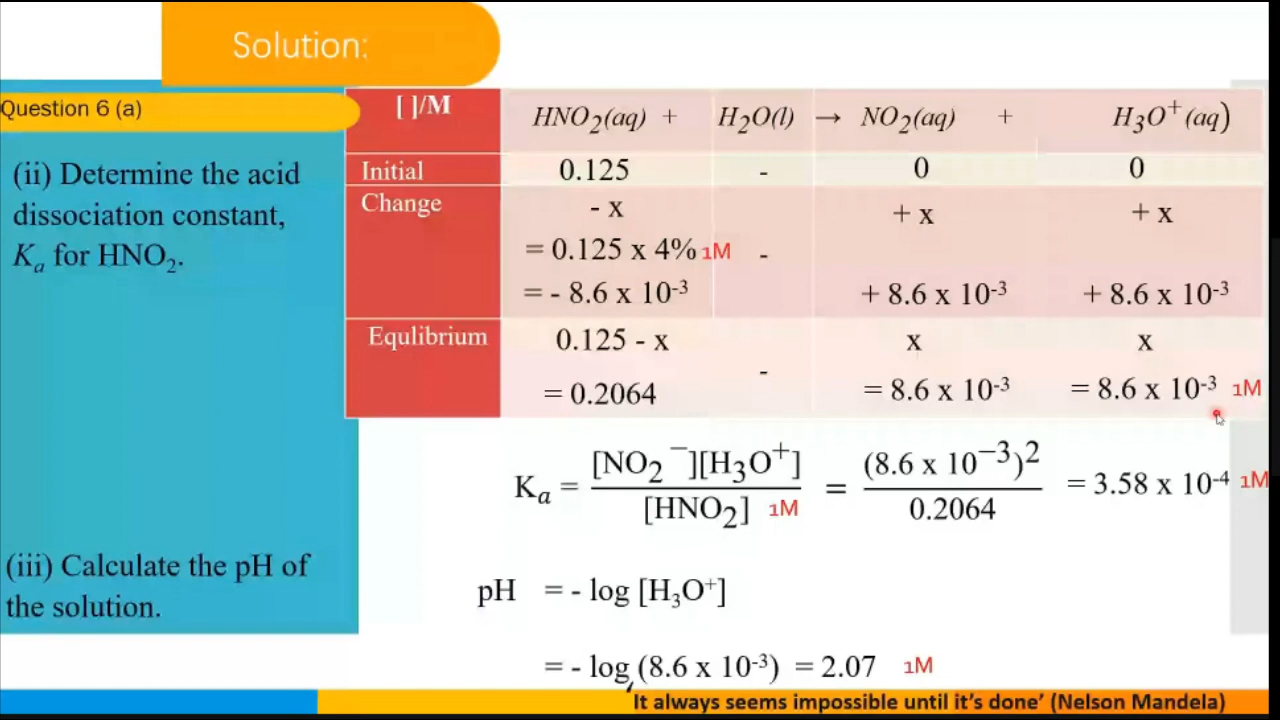 Solution:
Question 6 (a)
(ii) Determine the acid
dissociation constant,
Kₐ for HNO₂.
[ ]/M HNO₂(aq) + H₂O(l) → NO₂(aq) + H₃O⁺(aq)
Initial 0.125 - 0 0
Change - x + x + x
= 0.125 x 4% 1M -
= - 8.6 x 10⁻³ + 8.6 x 10⁻³ + 8.6 x 10⁻³
Equlibrium 0.125 - x x x
-
= 0.2064 = 8.6 x 10⁻³ = 8.6 x 10⁻³ 1M
Kₐ = [NO₂⁻][H₃O⁺] / [HNO₂] 1M = (8.6 x 10⁻³)² / 0.2064 = 3.58 x 10⁻⁴ 1M
(iii) Calculate the pH of
the solution.
pH = - log [H₃O⁺]
= - log (8.6 x 10⁻³) = 2.07 1M
‘It always seems impossible until it’s done’ (Nelson Mandela)